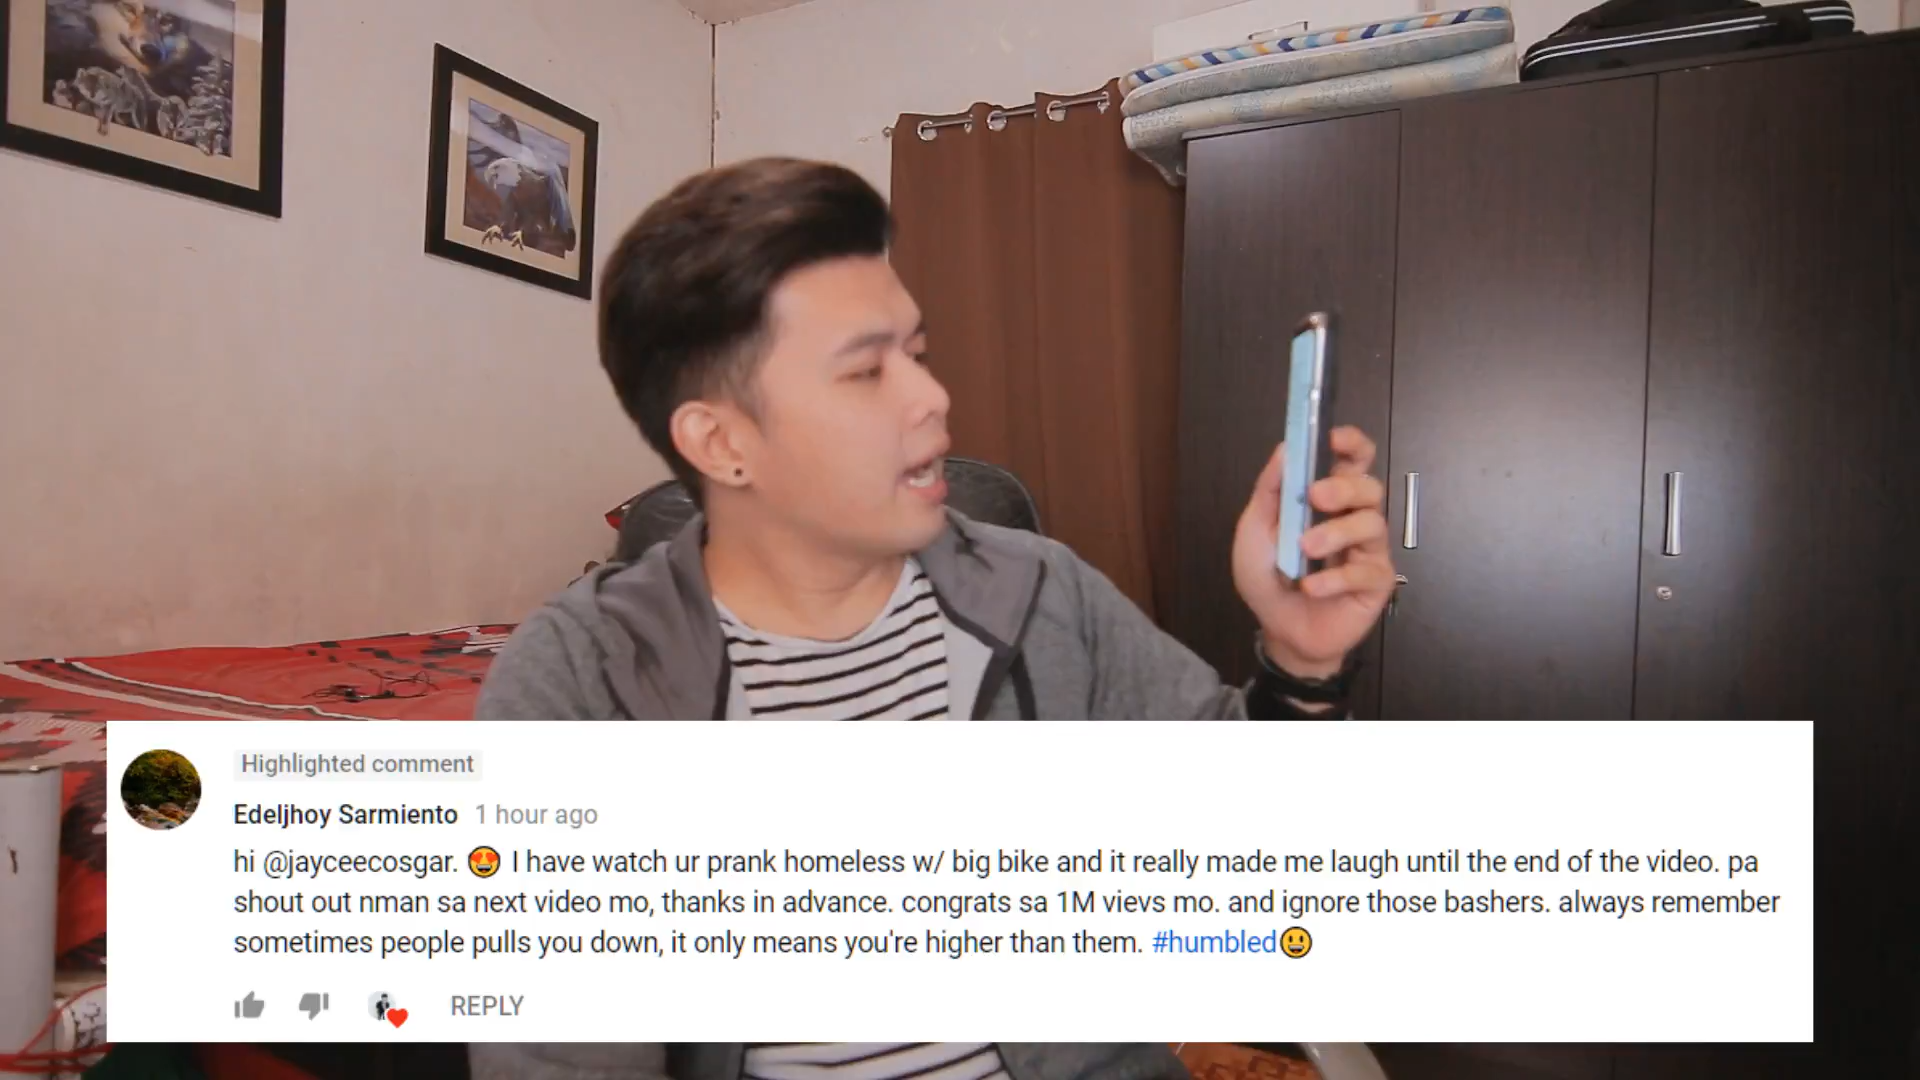 Highlighted comment
Edeljhoy Sarmiento 1 hour ago
hi @jayceecosgar. 😍 I have watch ur prank homeless w/ big bike and it really made me laugh until the end of the video. pa
shout out nman sa next video mo, thanks in advance. congrats sa 1M vievs mo. and ignore those bashers. always remember
sometimes people pulls you down, it only means you're higher than them. #humbled😀
REPLY